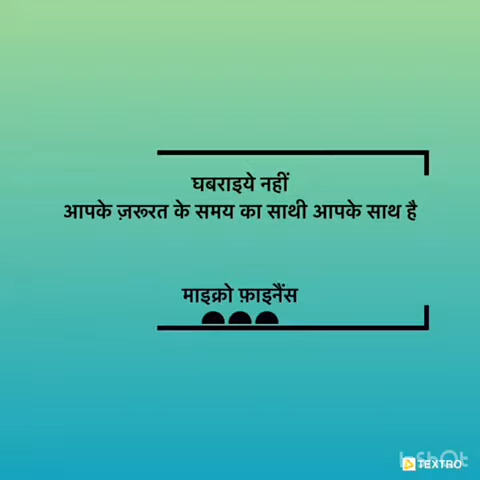 घबराइये नहीं
आपके ज़रूरत के समय का साथी आपके साथ है
माइक्रो फ़ाइनैंस
TEXTRO